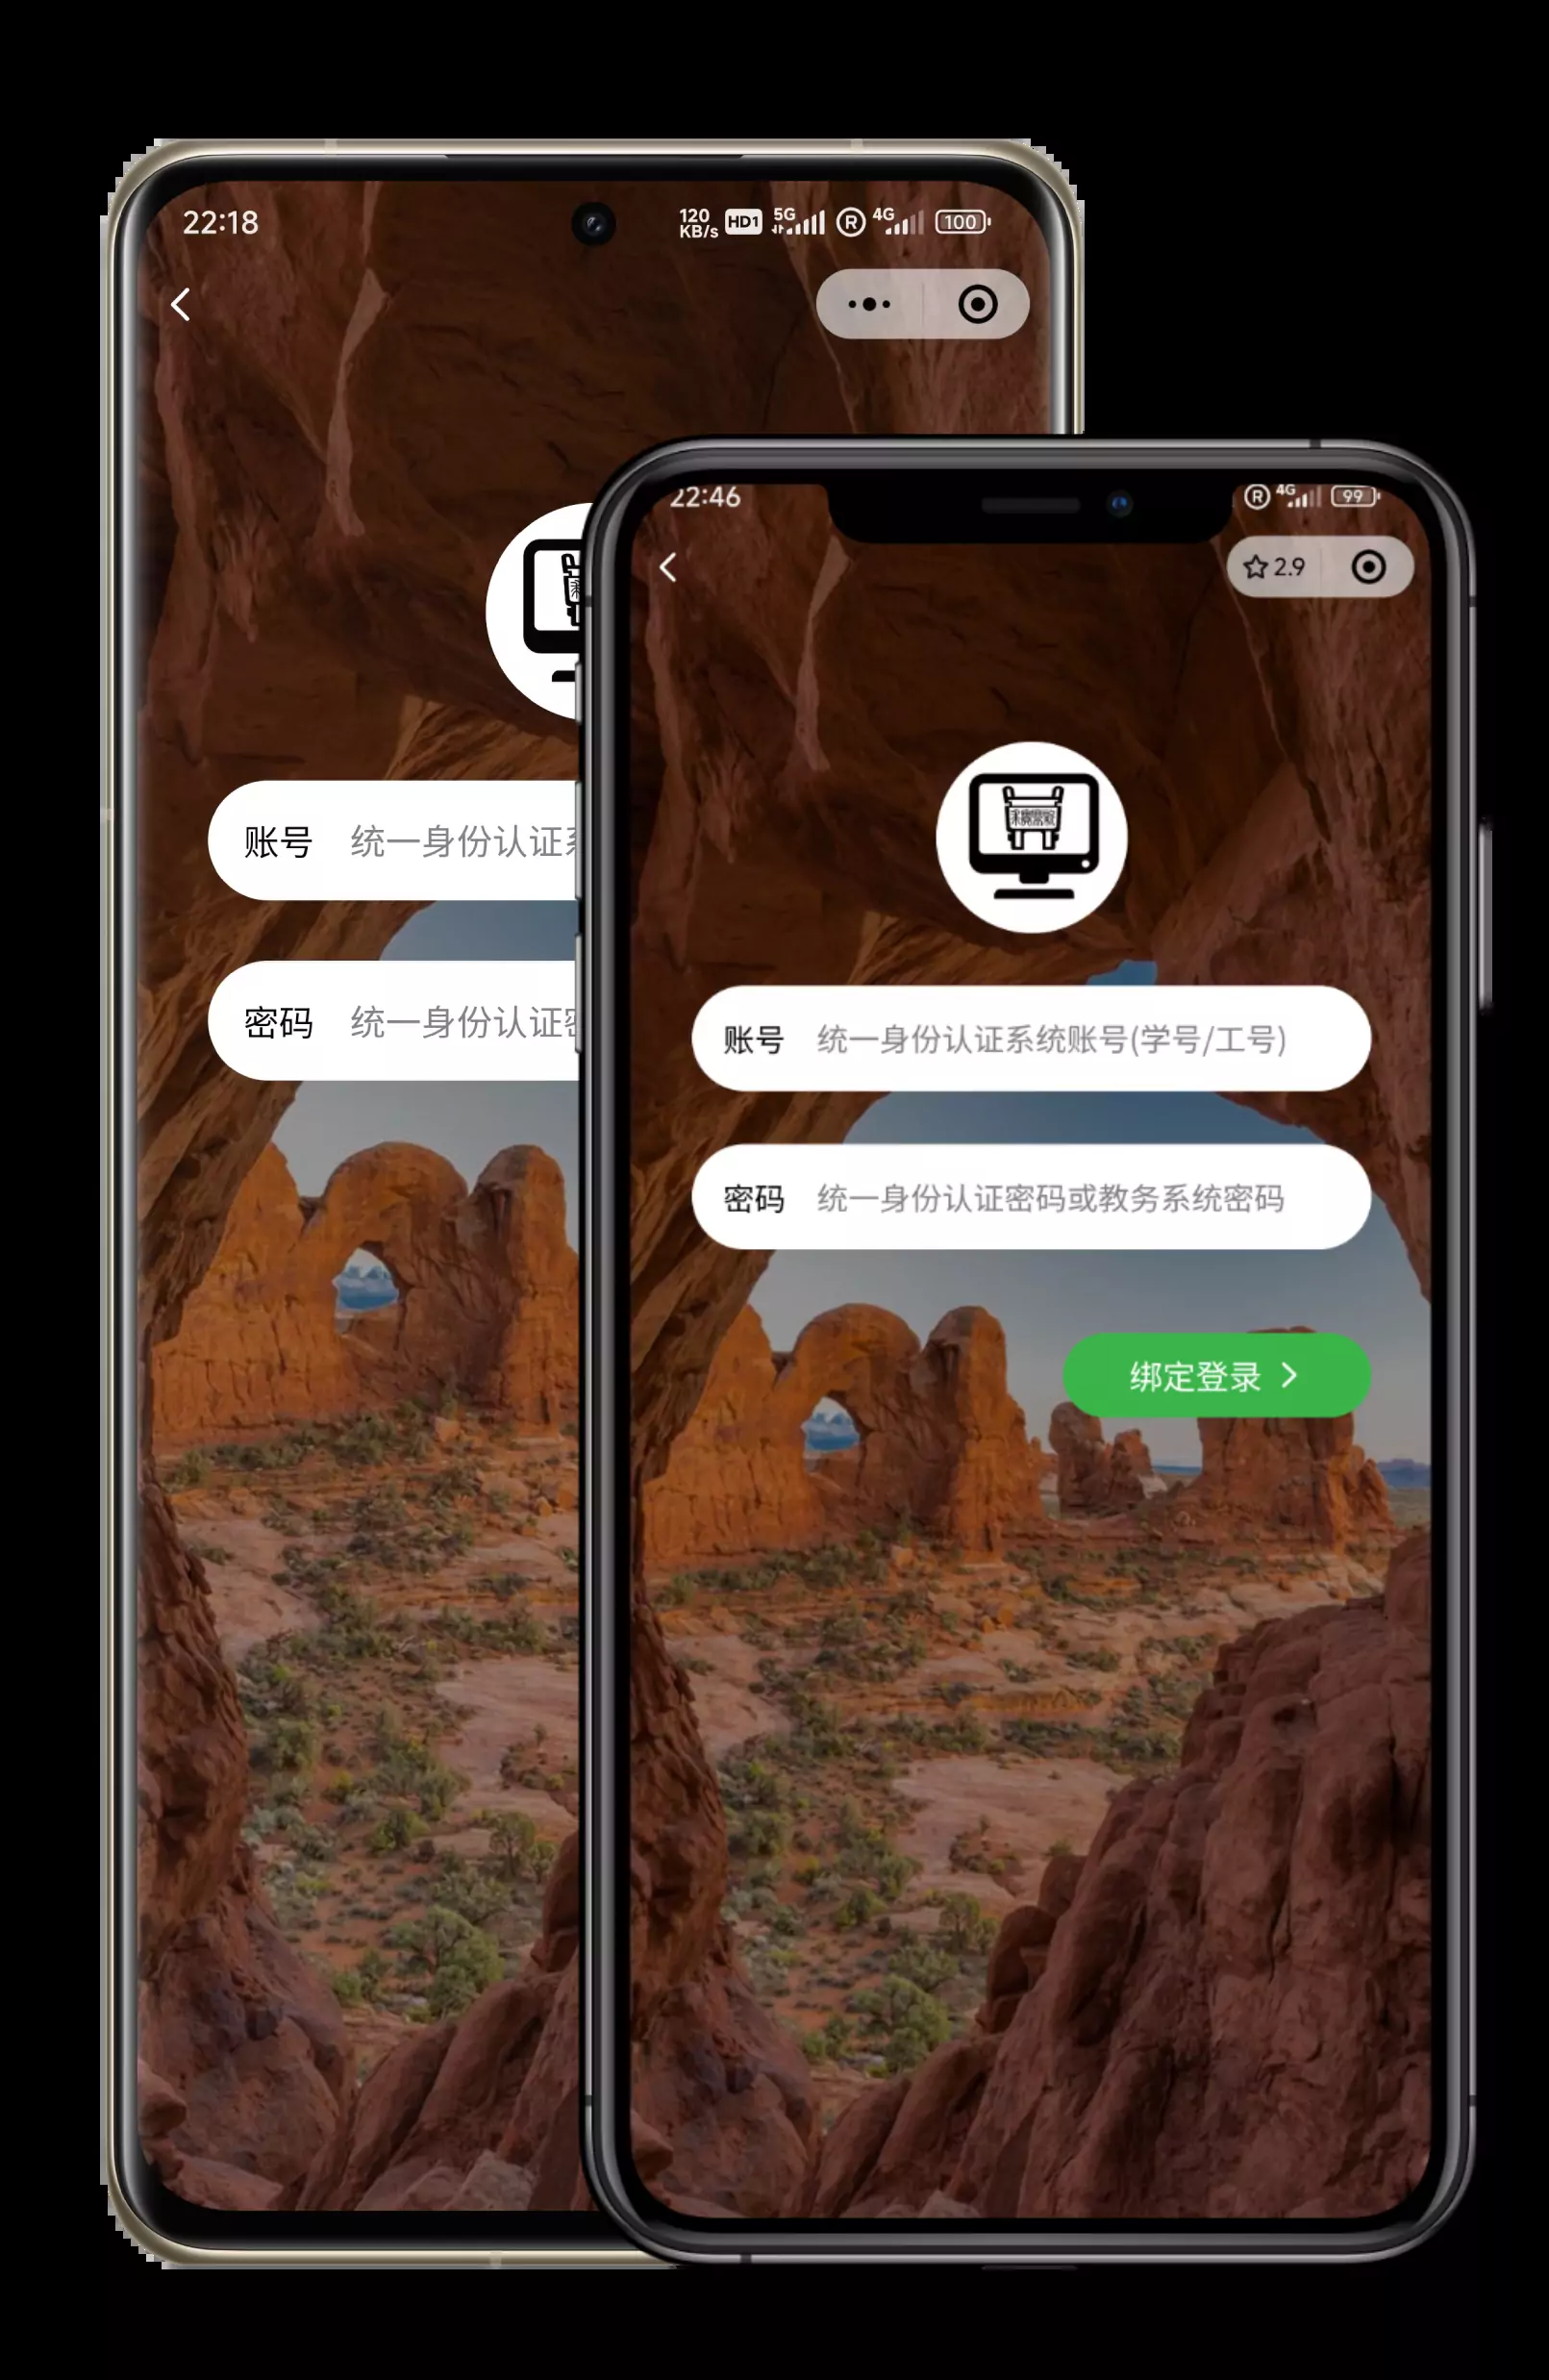 22:18
120 KB/s HD1 5G R 4G 100
账号 统一身份认证
密码 统一身份认证
22:46
R 4G 99
2.9
账号 统一身份认证系统账号(学号/工号)
密码 统一身份认证密码或教务系统密码
绑定登录